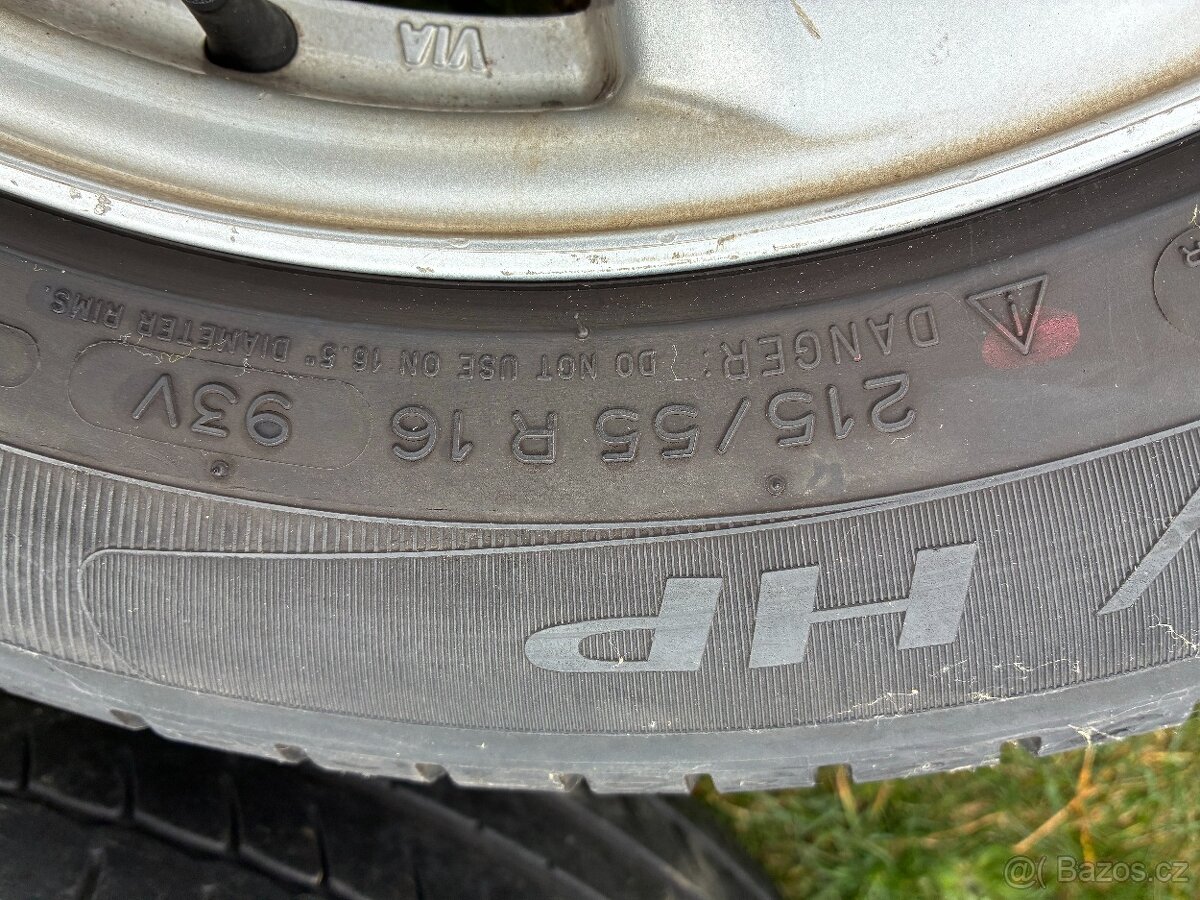 VIA
DANGER: DO NOT USE ON 16.5" DIAMETER RIMS.
215/55 R 16 93V
HP
@( Bazos.cz